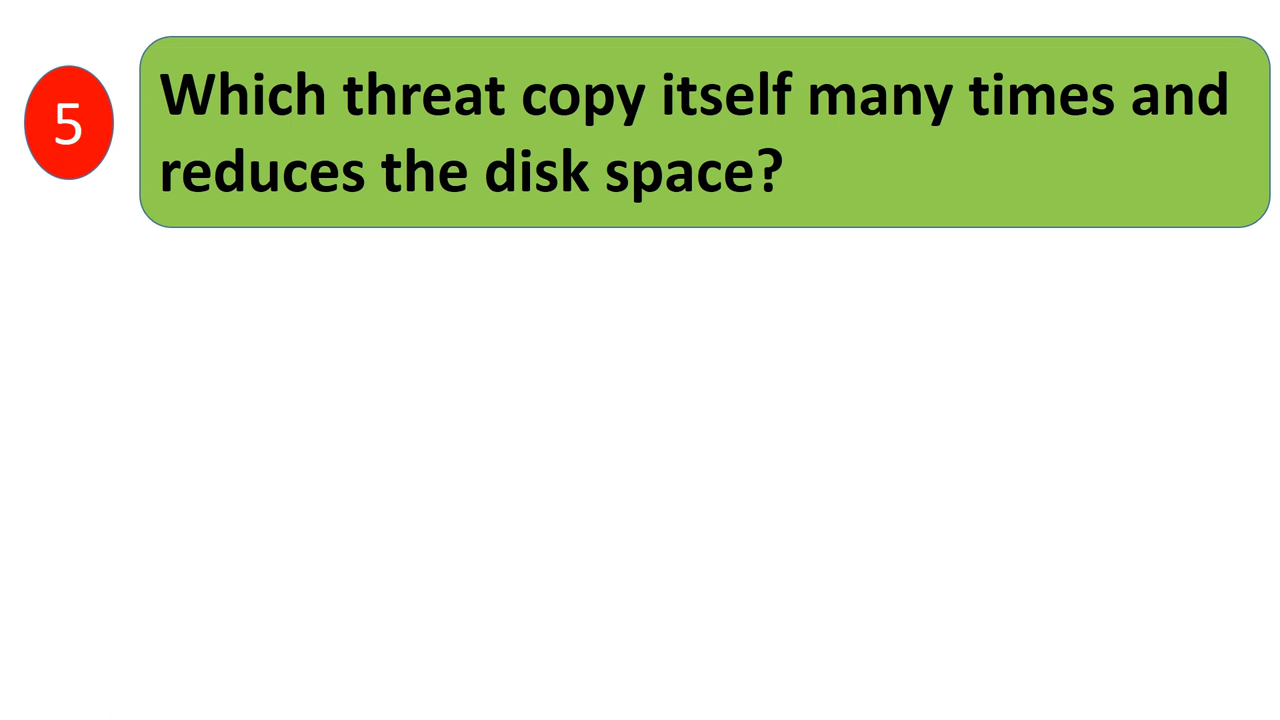 5
Which threat copy itself many times and
reduces the disk space?